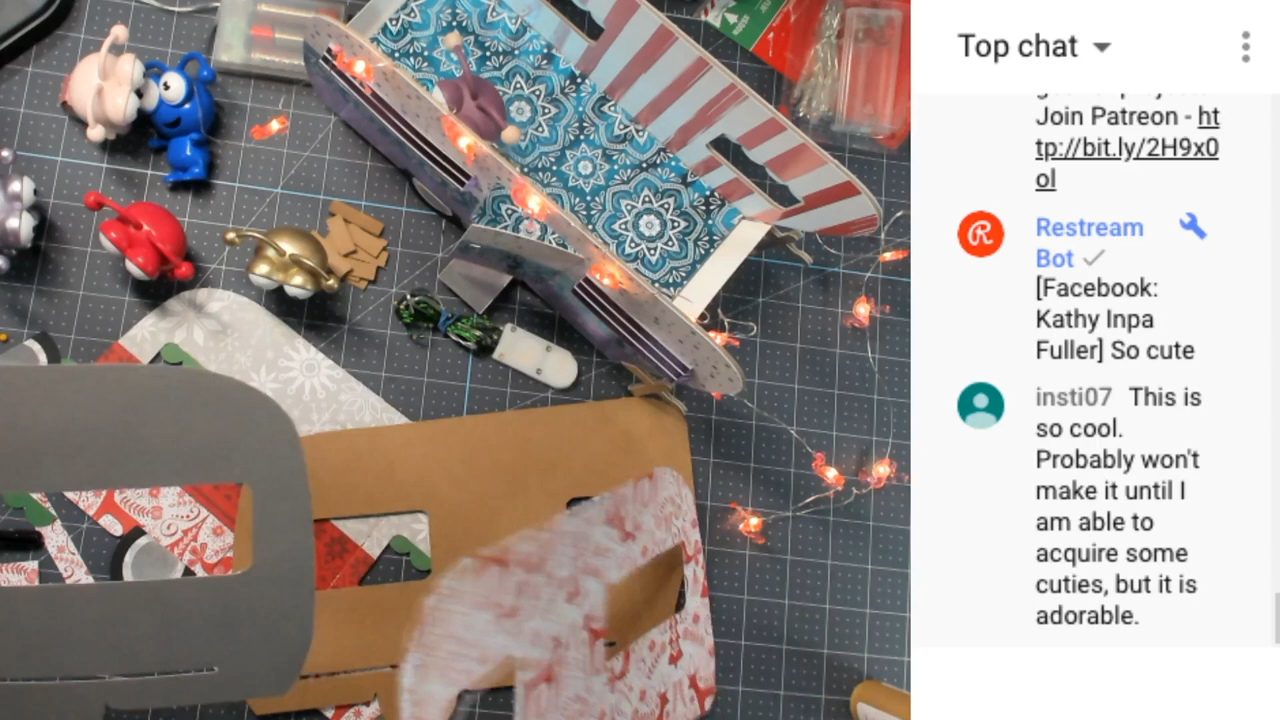 Top chat
Join Patreon - ht
tp://bit.ly/2H9x0
ol
Restream
Bot
[Facebook:
Kathy Inpa
Fuller] So cute
insti07 This is
so cool.
Probably won't
make it until I
am able to
acquire some
cuties, but it is
adorable.